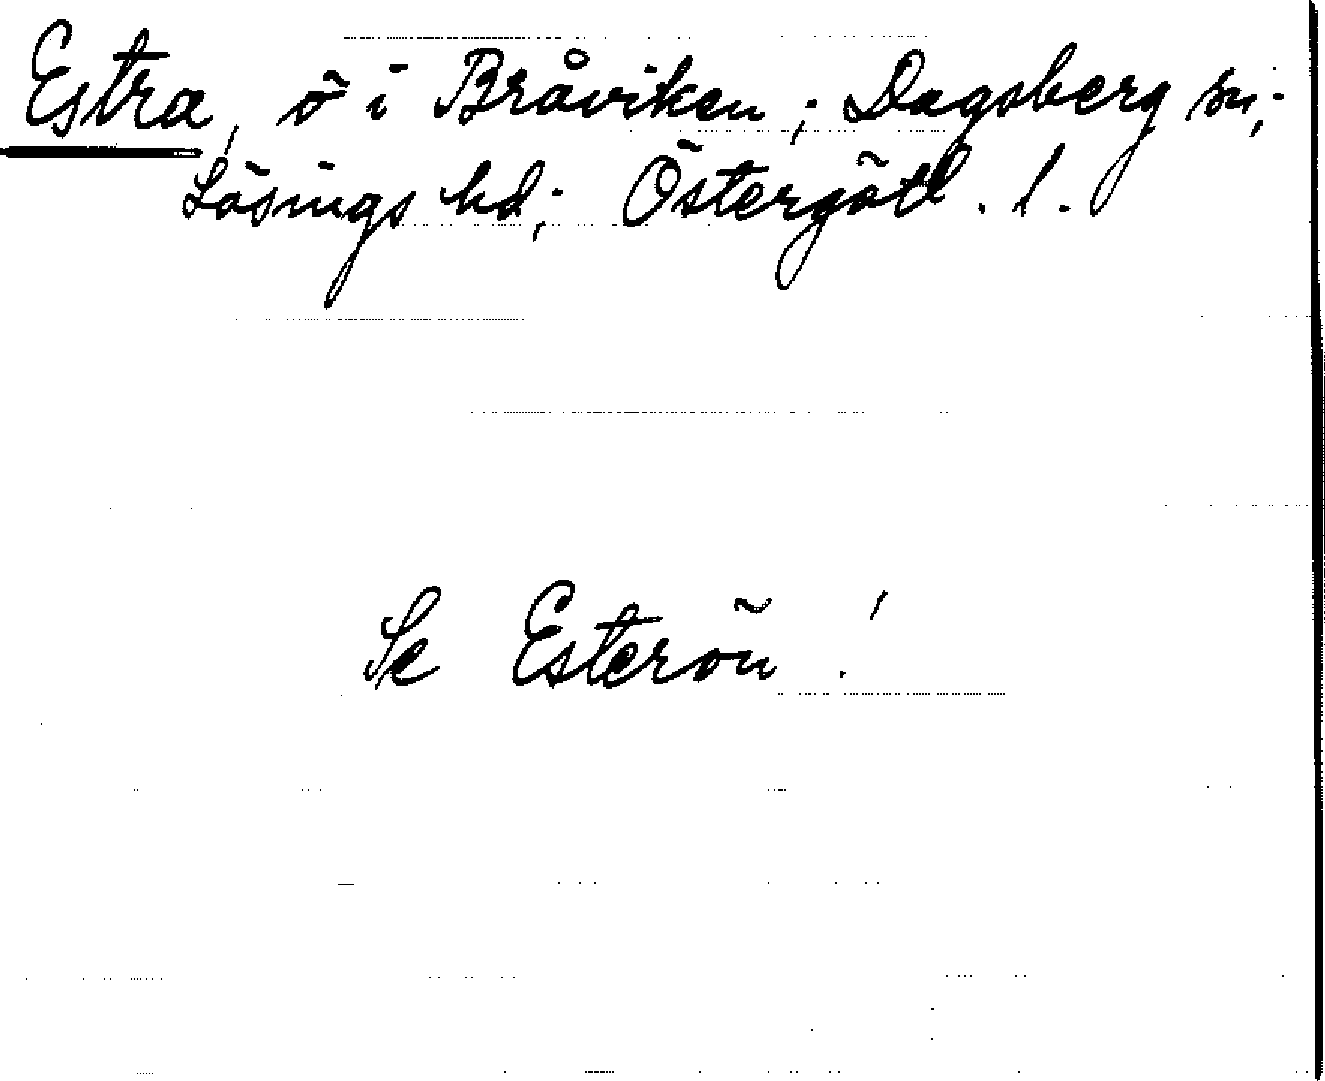 Estra, ö i Bråviken; Dagsberg sn;
Lösings hd; Östergötl. l.
Se Esterön!